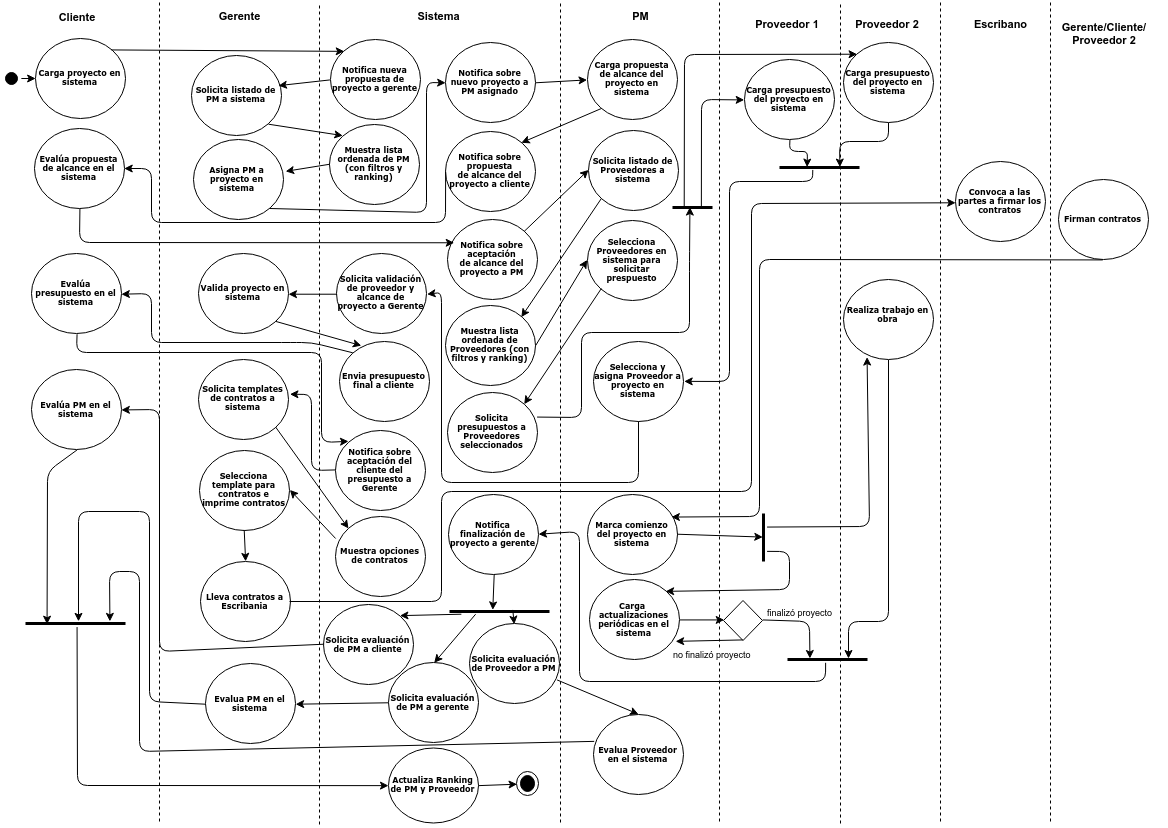 Cliente
Gerente
Sistema
PM
Proveedor 1
Proveedor 2
Escribano
Gerente/Cliente/
Proveedor 2
Carga proyecto en
sistema
Notifica nueva
propuesta de
proyecto a gerente
Solicita listado de
PM a sistema
Notifica sobre
nuevo proyecto a
PM asignado
Carga propuesta
de alcance del
proyecto en
sistema
Carga presupuesto
del proyecto en
sistema
Carga presupuesto
del proyecto en
sistema
Evalúa propuesta
de alcance en el
sistema
Asigna PM a
proyecto en
sistema
Muestra lista
ordenada de PM
(con filtros y
ranking)
Notifica sobre
propuesta
de alcance del
proyecto a cliente
Solicita listado de
Proveedores a
sistema
Convoca a las
partes a firmar los
contratos
Firman contratos
Notifica sobre
aceptación
de alcance del
proyecto a PM
Selecciona
Proveedores en
sistema para
solicitar
prespuesto
Evalúa
presupuesto en el
sistema
Valida proyecto en
sistema
Solicita validación
de proveedor y
alcance de
proyecto a Gerente
Realiza trabajo en
obra
Muestra lista
ordenada de
Proveedores (con
filtros y ranking)
Envia presupuesto
final a cliente
Selecciona y
asigna Proveedor a
proyecto en
sistema
Evalúa PM en el
sistema
Solicita templates
de contratos a
sistema
Solicita
presupuestos a
Proveedores
seleccionados
Notifica sobre
aceptación del
cliente del
presupuesto a
Gerente
Selecciona
template para
contratos e
imprime contratos
Muestra opciones
de contratos
Notifica
finalización de
proyecto a gerente
Marca comienzo
del proyecto en
sistema
Lleva contratos a
Escribania
Carga
actualizaciones
periódicas en el
sistema
finalizó proyecto
no finalizó proyecto
Solicita evaluación
de PM a cliente
Solicita evaluación
de Proveedor a PM
Evalua PM en el
sistema
Solicita evaluación
de PM a gerente
Evalua Proveedor
en el sistema
Actualiza Ranking
de PM y Proveedor